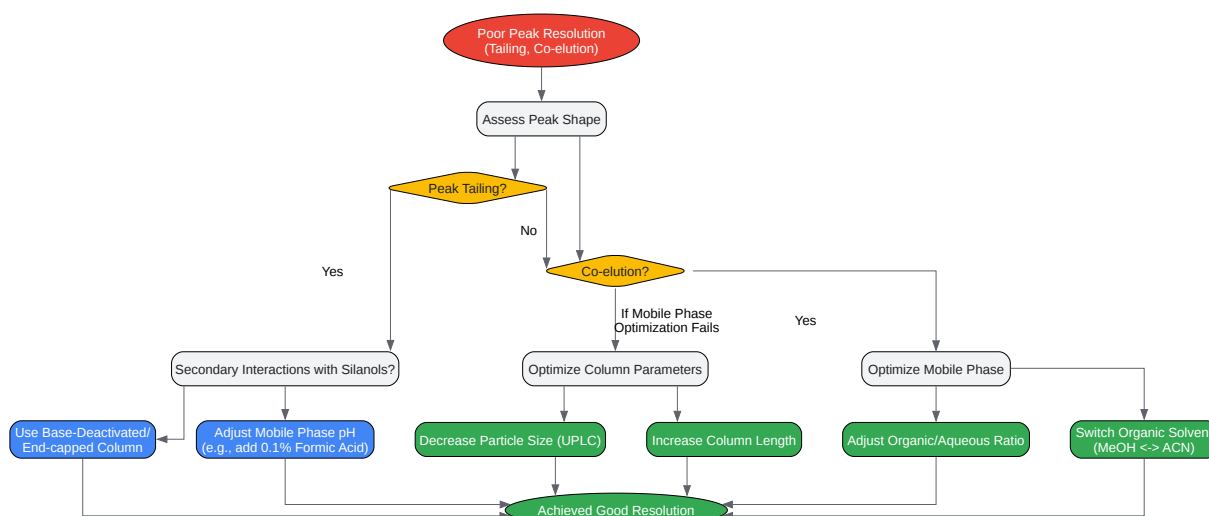 Poor Peak Resolution
(Tailing, Co-elution)
Assess Peak Shape
Peak Tailing?
No
Yes
Co-elution?
If Mobile Phase
Optimization Fails
Yes
Secondary Interactions with Silanols?
Optimize Column Parameters
Optimize Mobile Phase
Use Base-Deactivated/
End-capped Column
Adjust Mobile Phase pH
(e.g., add 0.1% Formic Acid)
Decrease Particle Size (UPLC)
Increase Column Length
Adjust Organic/Aqueous Ratio
Switch Organic Solven
(MeOH <-> ACN)
Achieved Good Resolution